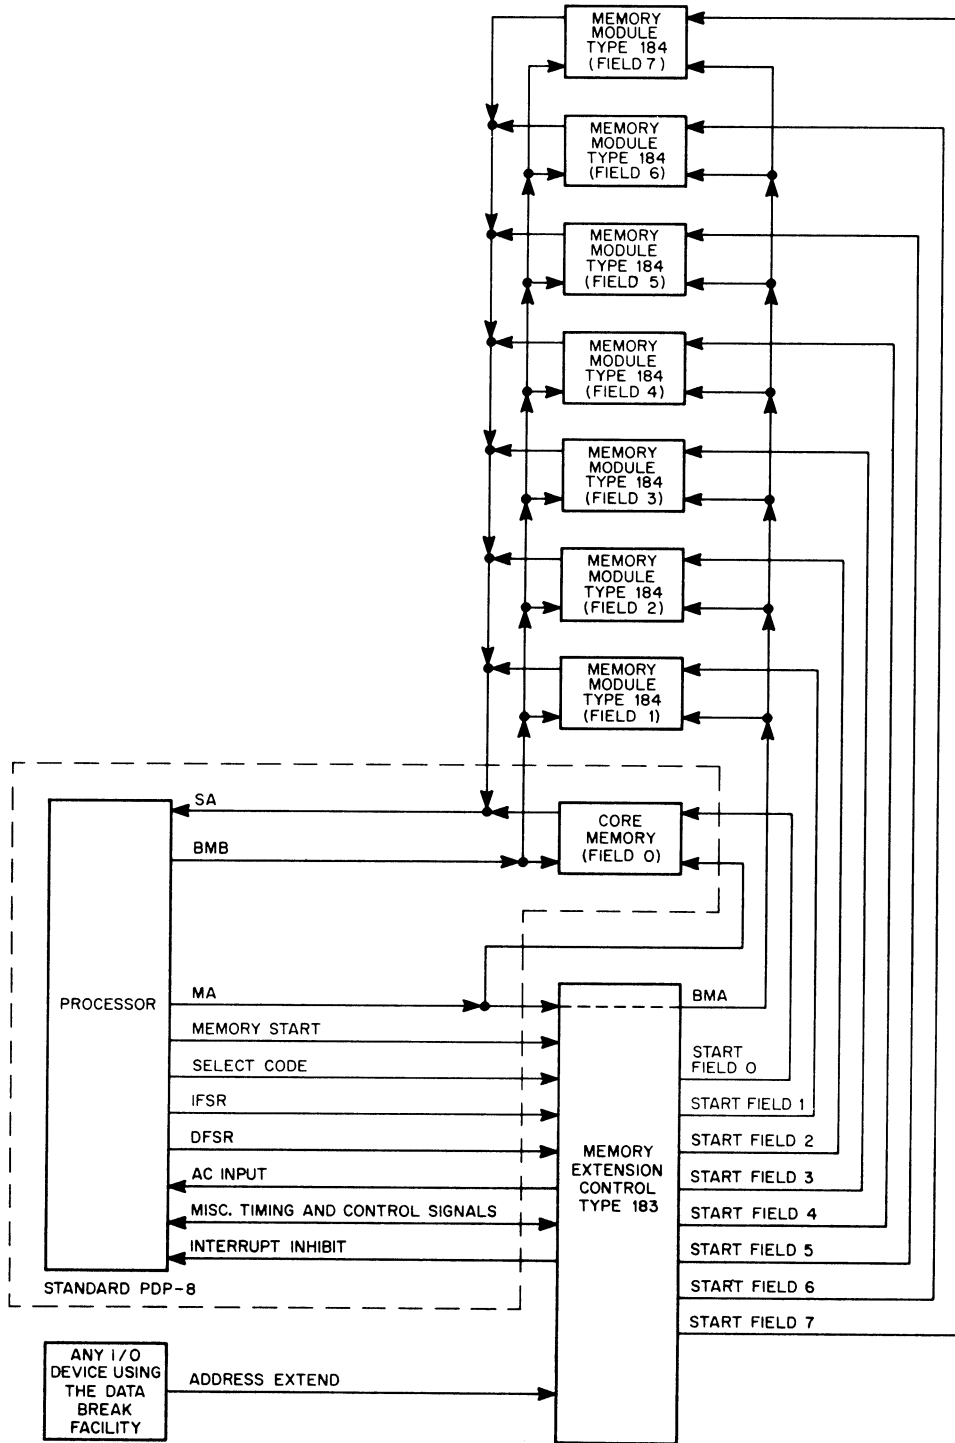 MEMORY
MODULE
TYPE 184
(FIELD 7)
MEMORY
MODULE
TYPE 184
(FIELD 6)
MEMORY
MODULE
TYPE 184
(FIELD 5)
MEMORY
MODULE
TYPE 184
(FIELD 4)
MEMORY
MODULE
TYPE 184
(FIELD 3)
MEMORY
MODULE
TYPE 184
(FIELD 2)
MEMORY
MODULE
TYPE 184
(FIELD 1)
SA
BMB
CORE
MEMORY
(FIELD 0)
PROCESSOR
MA
MEMORY START
SELECT CODE
IFSR
DFSR
AC INPUT
MISC. TIMING AND CONTROL SIGNALS
INTERRUPT INHIBIT
STANDARD PDP-8
MEMORY
EXTENSION
CONTROL
TYPE 183
BMA
START
FIELD 0
START FIELD 1
START FIELD 2
START FIELD 3
START FIELD 4
START FIELD 5
START FIELD 6
START FIELD 7
ANY I/O
DEVICE USING
THE DATA
BREAK
FACILITY
ADDRESS EXTEND